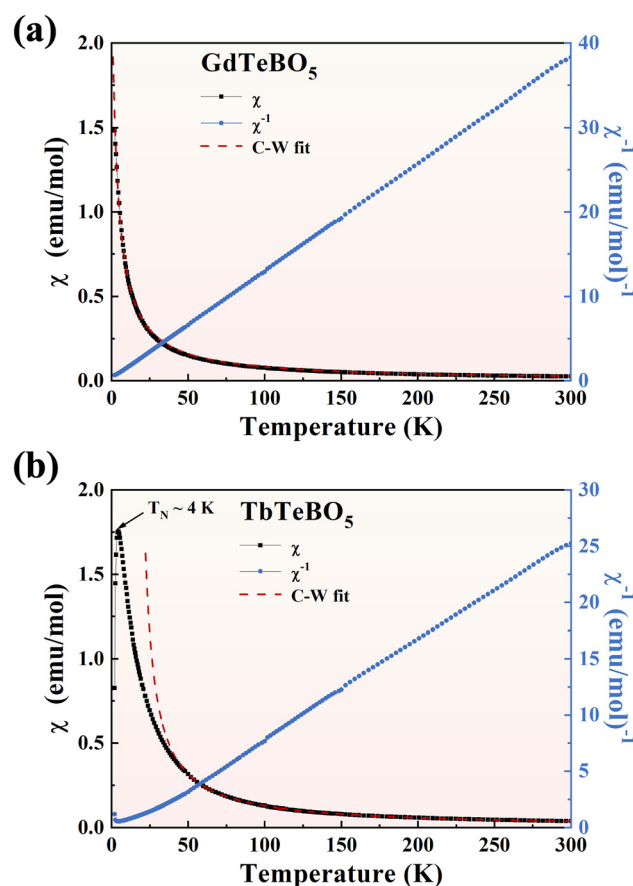 (a)
GdTeBO5
χ
χ-1
C-W fit
2.0
1.5
1.0
0.5
0.0
χ (emu/mol)
40
30
20
10
0
χ-1 (emu/mol)-1
0 50 100 150 200 250 300
Temperature (K)
(b)
TN ~ 4 K
TbTeBO5
χ
χ-1
C-W fit
2.0
1.5
1.0
0.5
0.0
χ (emu/mol)
30
25
20
15
10
5
0
χ-1 (emu/mol)-1
0 50 100 150 200 250 300
Temperature (K)